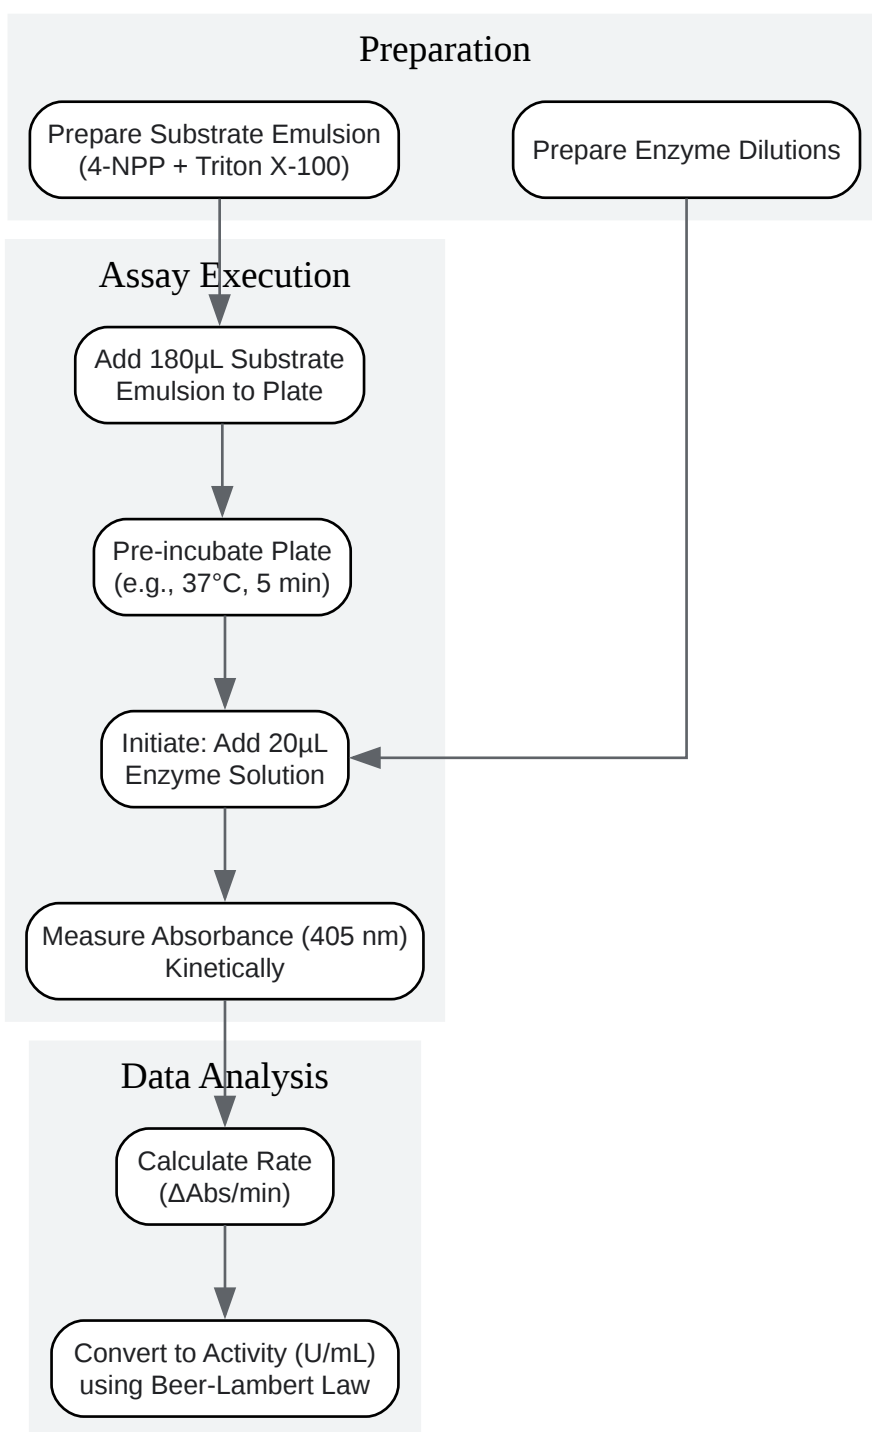 Preparation
Prepare Substrate Emulsion
(4-NPP + Triton X-100)
Prepare Enzyme Dilutions
Assay Execution
Add 180µL Substrate
Emulsion to Plate
Pre-incubate Plate
(e.g., 37°C, 5 min)
Initiate: Add 20µL
Enzyme Solution
Measure Absorbance (405 nm)
Kinetically
Data Analysis
Calculate Rate
(ΔAbs/min)
Convert to Activity (U/mL)
using Beer-Lambert Law